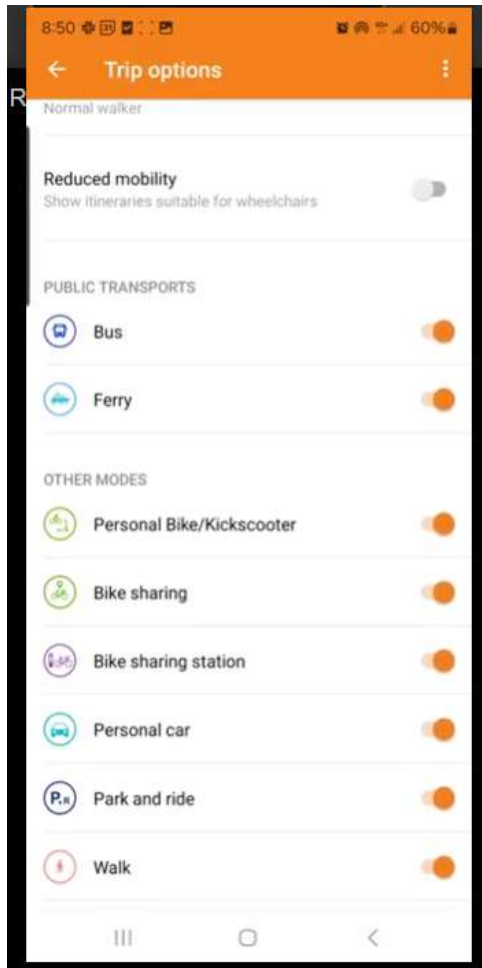 8:50
60%
Trip options
R
Normal walker
Reduced mobility
Show itineraries suitable for wheelchairs
PUBLIC TRANSPORTS
Bus
Ferry
OTHER MODES
Personal Bike/Kickscooter
Bike sharing
Bike sharing station
Personal car
P+R Park and ride
Walk